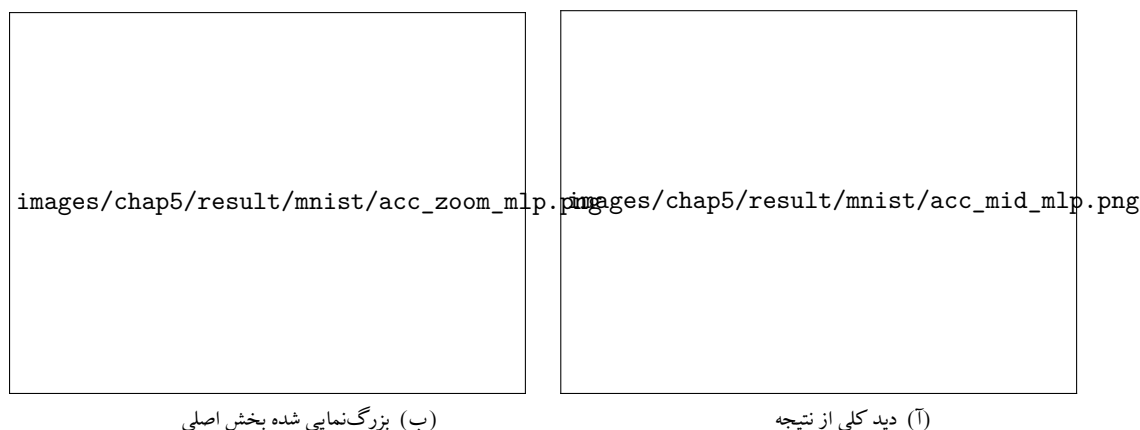 images/chap5/result/mnist/acc_mid_mlp.png
images/chap5/result/mnist/acc_zoom_mlp.png
(آ) دید کلی از نتیجه
(ب) بزرگ‌نمایی شده بخش اصلی